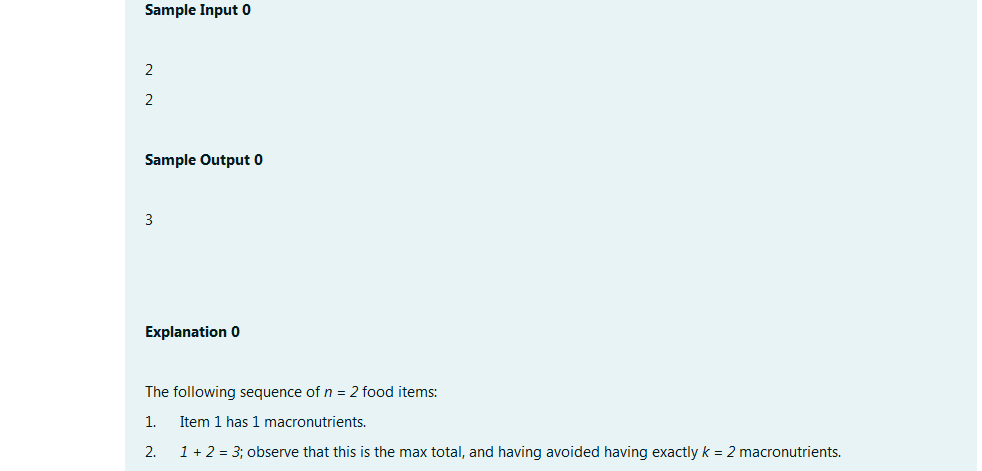 Sample Input 0
2
2
Sample Output 0
3
Explanation 0
The following sequence of n = 2 food items:
1. Item 1 has 1 macronutrients.
2. 1 + 2 = 3; observe that this is the max total, and having avoided having exactly k = 2 macronutrients.